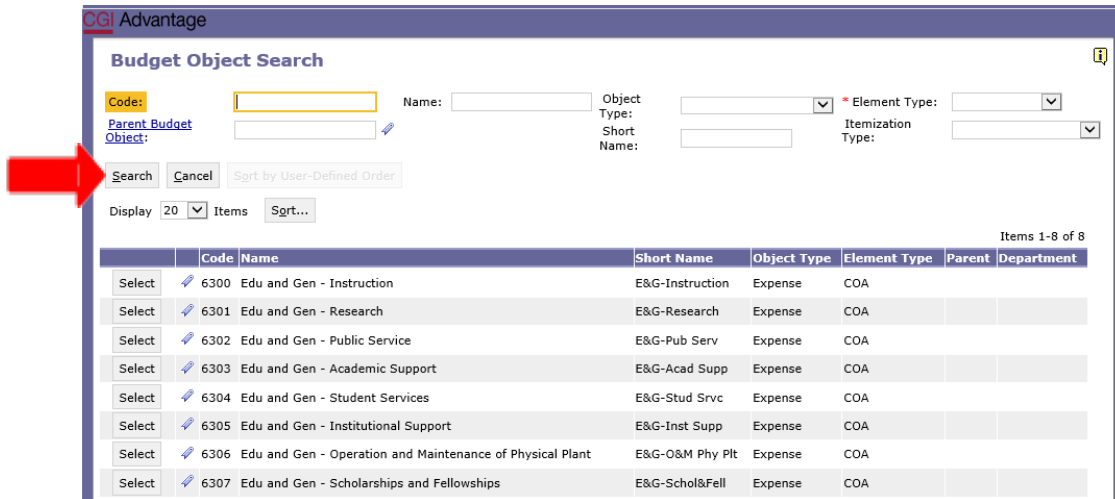 CGI Advantage
Budget Object Search
Code: Name: Object Type: * Element Type:
Parent Budget Object: Short Name: Itemization Type:
Search Cancel Sort by User-Defined Order
Display 20 Items Sort...
Items 1-8 of 8
Code Name Short Name Object Type Element Type Parent Department
Select 6300 Edu and Gen - Instruction E&G-Instruction Expense COA
Select 6301 Edu and Gen - Research E&G-Research Expense COA
Select 6302 Edu and Gen - Public Service E&G-Pub Serv Expense COA
Select 6303 Edu and Gen - Academic Support E&G-Acad Supp Expense COA
Select 6304 Edu and Gen - Student Services E&G-Stud Srvc Expense COA
Select 6305 Edu and Gen - Institutional Support E&G-Inst Supp Expense COA
Select 6306 Edu and Gen - Operation and Maintenance of Physical Plant E&G-O&M Phy Plt Expense COA
Select 6307 Edu and Gen - Scholarships and Fellowships E&G-Schol&Fell Expense COA